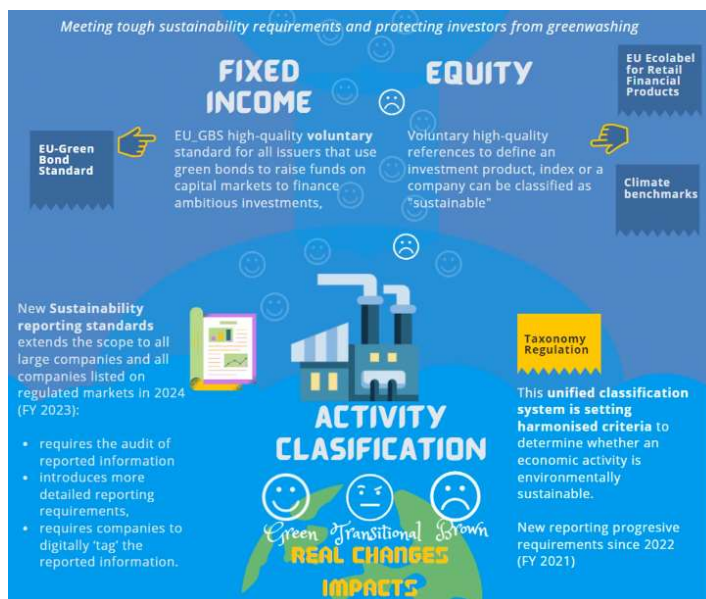 Meeting tough sustainability requirements and protecting investors from greenwashing
FIXED
INCOME
EQUITY
EU Ecolabel
for Retail
Financial
Products
EU-Green
Bond
Standard
EU_GBS high-quality voluntary
standard for all issuers that use
green bonds to raise funds on
capital markets to finance
ambitious investments,
Voluntary high-quality
references to define an
investment product, index or a
company can be classified as
"sustainable"
Climate
benchmarks
New Sustainability
reporting standards
extends the scope to all
large companies and all
companies listed on
regulated markets in 2024
(FY 2023):
• requires the audit of
reported information
• introduces more
detailed reporting
requirements,
• requires companies to
digitally 'tag' the
reported information.
Taxonomy
Regulation
This unified classification
system is setting
harmonised criteria to
determine whether an
economic activity is
environmentally
sustainable.
New reporting progresive
requirements since 2022
(FY 2021)
ACTIVITY
CLASIFICATION
Green Transitional Brown
REAL CHANGES
IMPACTS